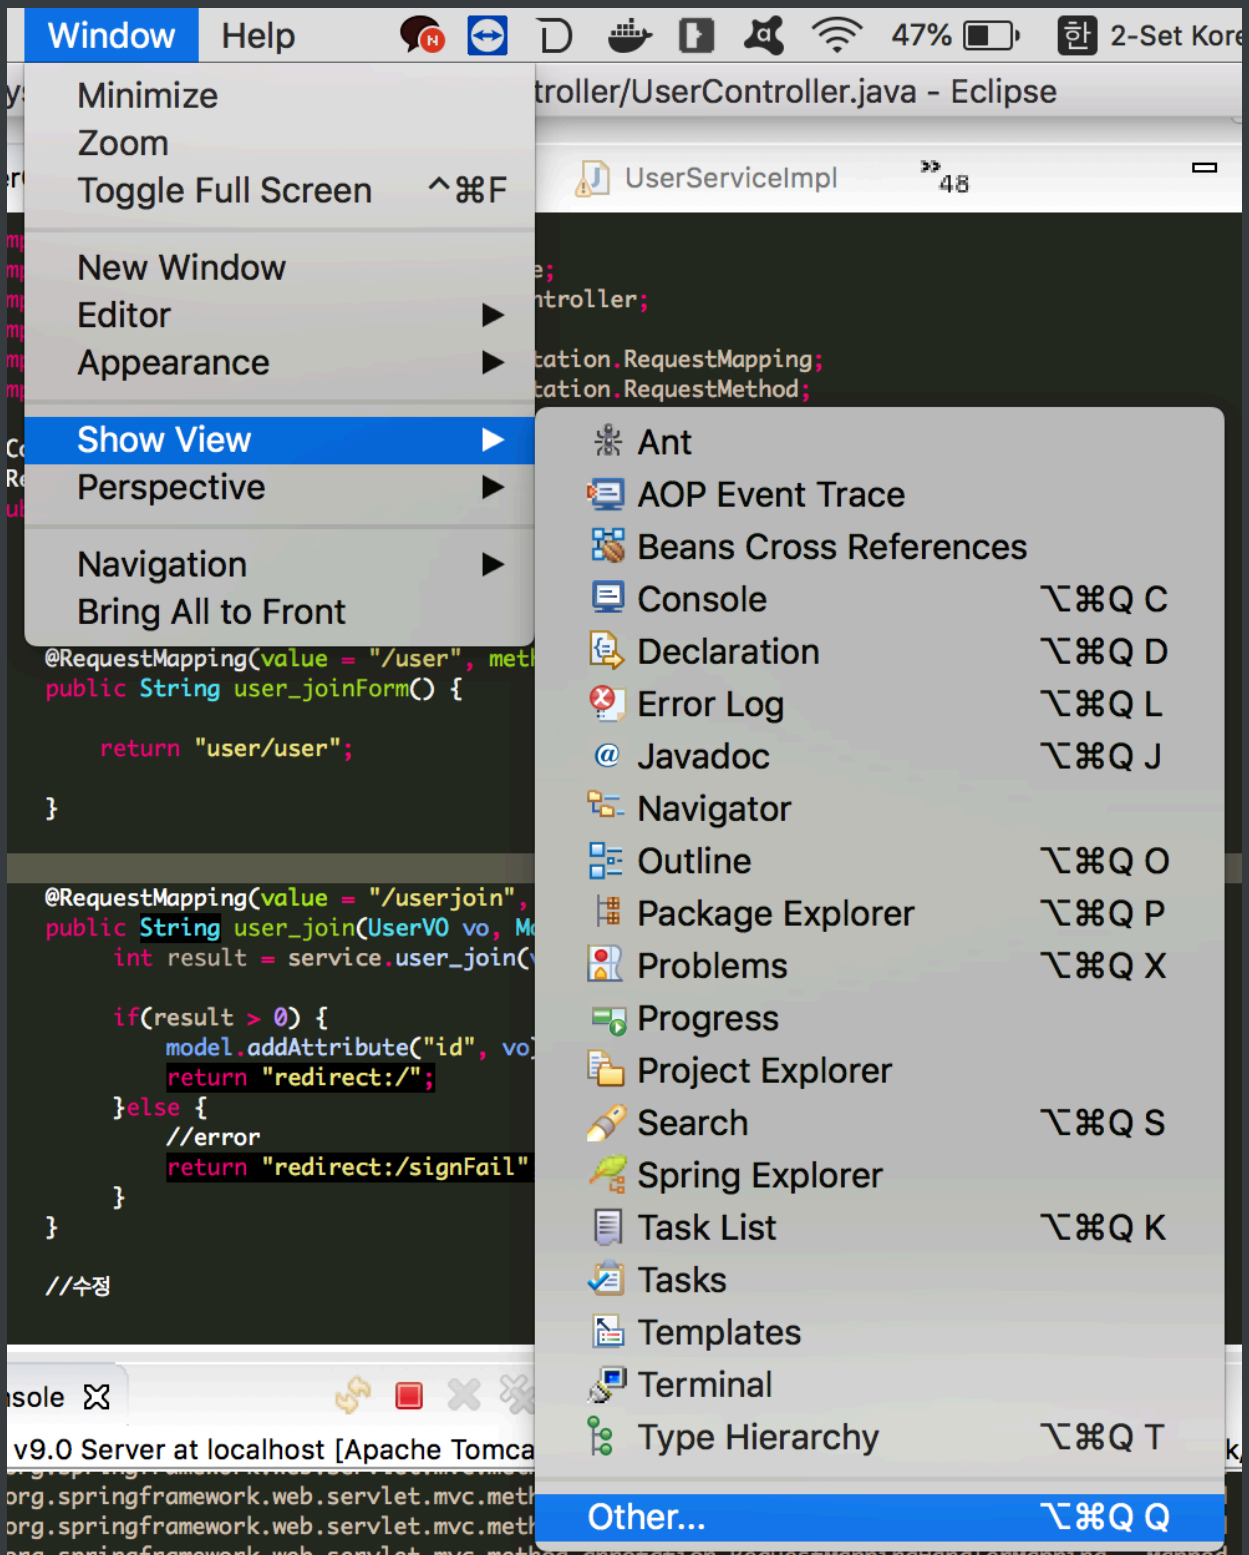 Window Help 47% 한 2-Set Kore
troller/UserController.java - Eclipse
Minimize
Zoom
Toggle Full Screen ^⌘F
New Window
Editor ▶
Appearance ▶
Show View ▶
Perspective ▶
Navigation ▶
Bring All to Front
UserServiceImpl »48
e;
ntroller;
tation.RequestMapping;
tation.RequestMethod;
Ant
AOP Event Trace
Beans Cross References
Console ⌥⌘Q C
Declaration ⌥⌘Q D
Error Log ⌥⌘Q L
Javadoc ⌥⌘Q J
Navigator
Outline ⌥⌘Q O
Package Explorer ⌥⌘Q P
Problems ⌥⌘Q X
Progress
Project Explorer
Search ⌥⌘Q S
Spring Explorer
Task List ⌥⌘Q K
Tasks
Templates
Terminal
Type Hierarchy ⌥⌘Q T
Other... ⌥⌘Q Q
@RequestMapping(value = "/user", meth
public String user_joinForm() {
return "user/user";
}
@RequestMapping(value = "/userjoin",
public String user_join(UserVO vo, Mo
int result = service.user_join(v
if(result > 0) {
model.addAttribute("id", vo
return "redirect:/";
}else {
//error
return "redirect:/signFail"
}
}
//수정
nsole
v9.0 Server at localhost [Apache Tomca
org.springframework.web.servlet.mvc.meth
org.springframework.web.servlet.mvc.meth